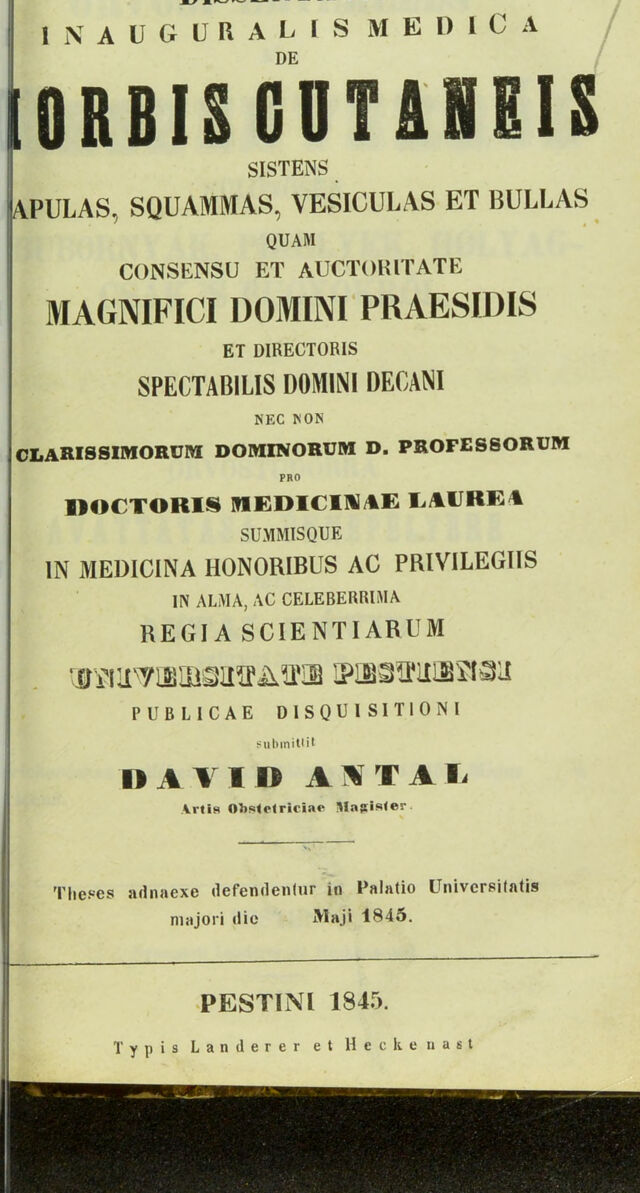 INAUGURALIS MEDICA
DE
ORBIS CUTANEIS
SISTENS
APULAS, SQUAMMAS, VESICULAS ET BULLAS
QUAM
CONSENSU ET AUCTORITATE
MAGNIFICI DOMINI PRAESIDIS
ET DIRECTORIS
SPECTABILIS DOMINI DECANI
NEC NON
CLARISSIMORUM DOMINORUM D. PROFESSORUM
PRO
DOCTORIS MEDICINAE LAUREA
SUMMISQUE
IN MEDICINA HONORIBUS AC PRIVILEGIIS
IN ALMA, AC CELEBERRIMA
REGIA SCIENTIARUM
UNIVERSITATE PESTIENSI
PUBLICAE DISQUISITIONI
submittit
DAVID ANTAL
Artis Obstetriciae Magister.
Theses adnaexe defendentur in Palatio Universitatis
majori die Maji 1845.
PESTINI 1845.
Typis Landerer et Heckenast